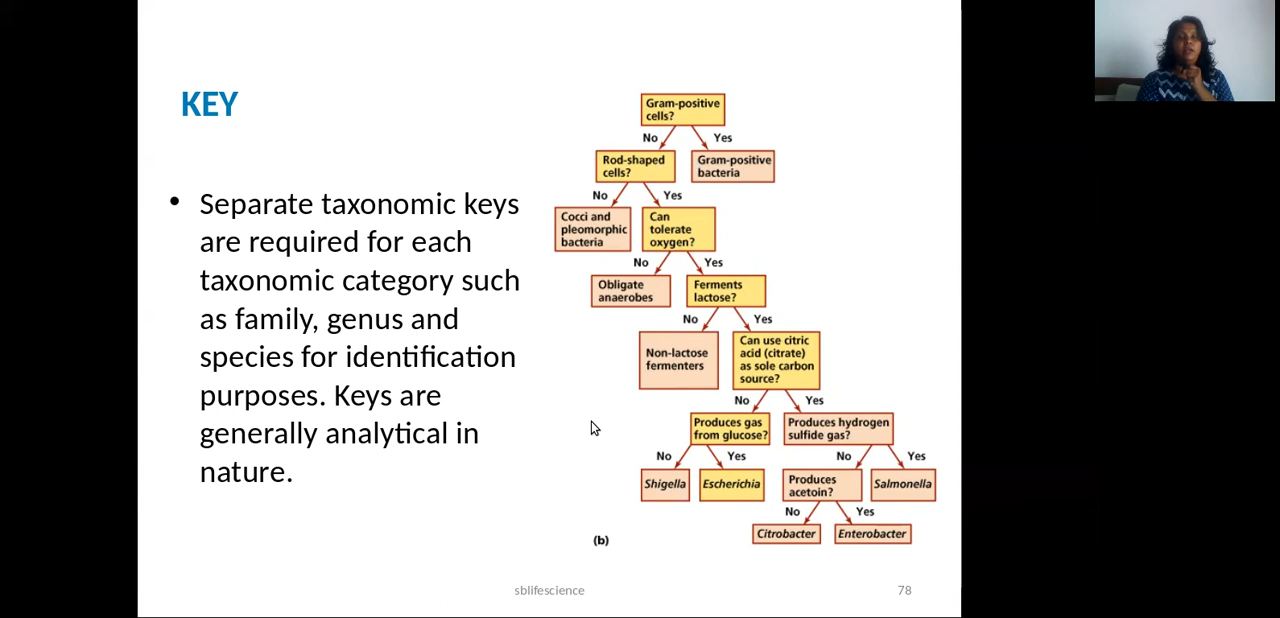 KEY
• Separate taxonomic keys
are required for each
taxonomic category such
as family, genus and
species for identification
purposes. Keys are
generally analytical in
nature.
Gram-positive
cells?
No
Yes
Rod-shaped
cells?
Gram-positive
bacteria
No
Yes
Cocci and
pleomorphic
bacteria
Can
tolerate
oxygen?
No
Yes
Obligate
anaerobes
Ferments
lactose?
No
Yes
Non-lactose
fermenters
Can use citric
acid (citrate)
as sole carbon
source?
No
Yes
Produces gas
from glucose?
Produces hydrogen
sulfide gas?
No
Yes
No
Yes
Shigella
Escherichia
Produces
acetoin?
Salmonella
No
Yes
Citrobacter
Enterobacter
(b)
sblifescience
78